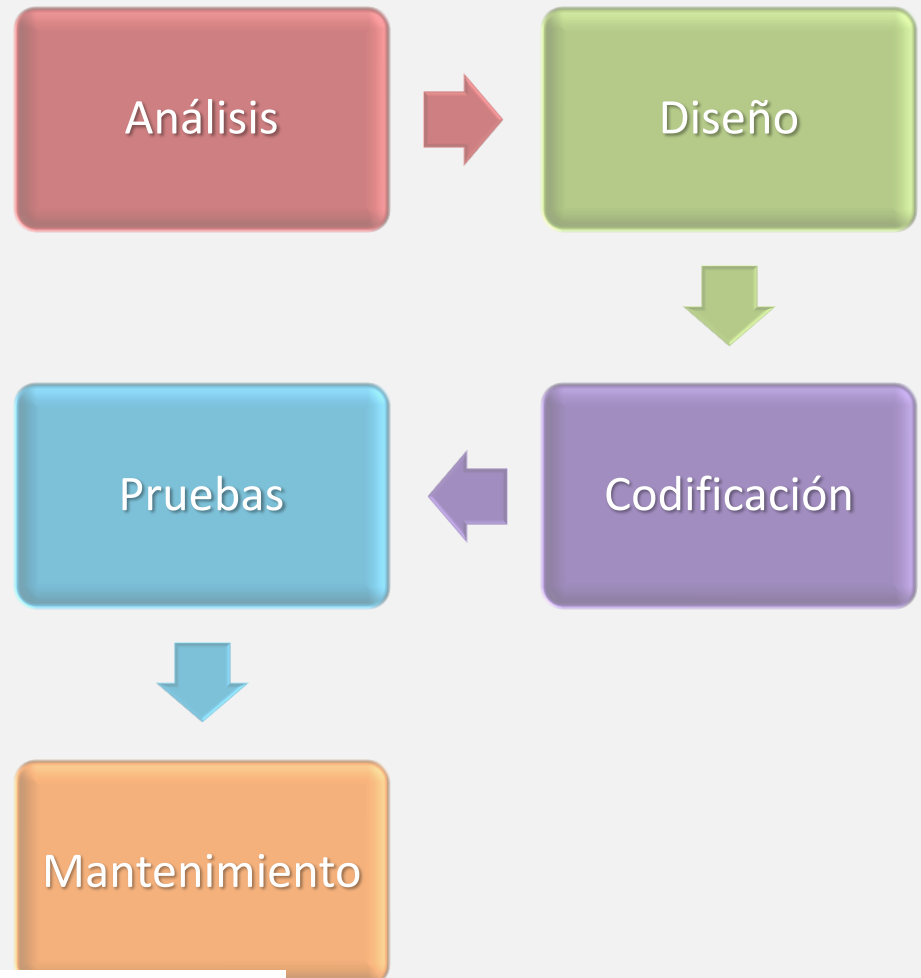 Análisis
Diseño
Codificación
Pruebas
Mantenimiento